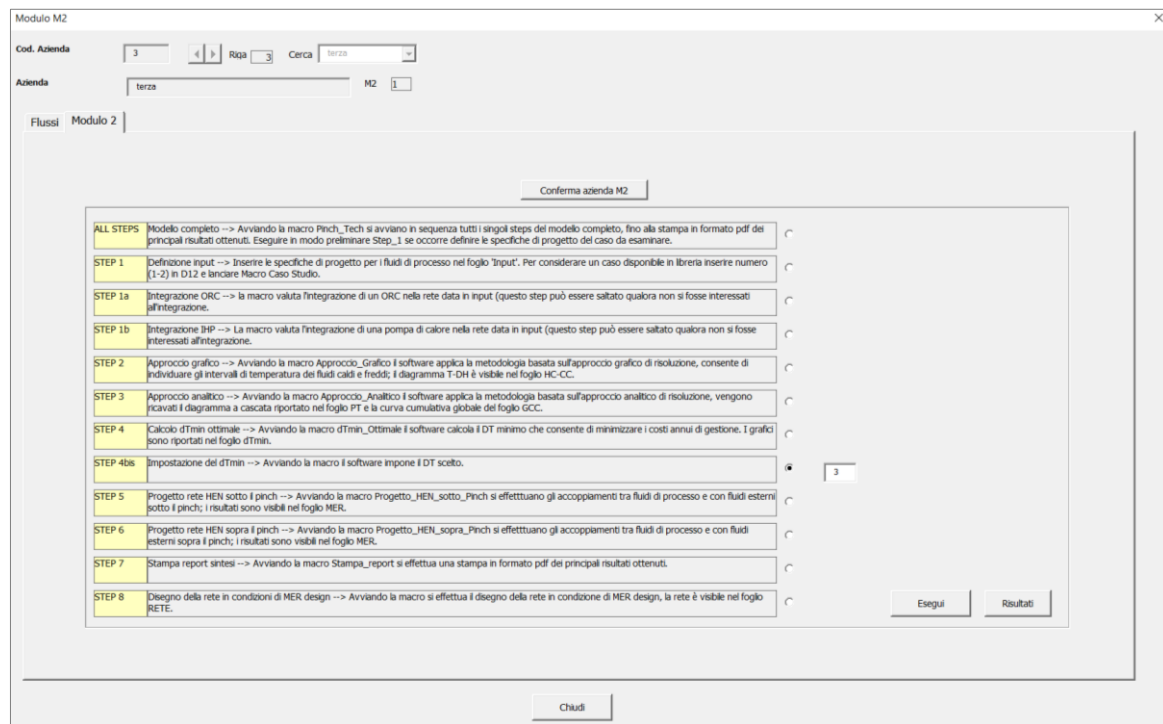 Modulo M2
Cod. Azienda 3 Riga 3 Cerca terza
Azienda terza M2 1
Flussi Modulo 2
Conferma azienda M2
ALL STEPS Modello completo --> Avviando la macro Pinch_Tech si avviano in sequenza tutti i singoli steps del modello completo, fino alla stampa in formato pdf dei
principali risultati ottenuti. Eseguire in modo preliminare Step_1 se occorre definire le specifiche di progetto del caso da esaminare.
STEP 1 Definizione input --> Inserire le specifiche di progetto per i fluidi di processo nel foglio 'Input'. Per considerare un caso disponibile in libreria inserire numero
(1-2) in D12 e lanciare Macro Caso Studio.
STEP 1a Integrazione ORC --> la macro valuta l'integrazione di un ORC nella rete data in input (questo step può essere saltato qualora non si fosse interessati
all'integrazione.
STEP 1b Integrazione IHP --> La macro valuta l'integrazione di una pompa di calore nella rete data in input (questo step può essere saltato qualora non si fosse
interessati all'integrazione.
STEP 2 Approccio grafico --> Avviando la macro Approccio_Grafico il software applica la metodologia basata sull'approccio grafico di risoluzione, consente di
individuare gli intervalli di temperatura dei fluidi caldi e freddi; il diagramma T-DH è visibile nel foglio HC-CC.
STEP 3 Approccio analitico --> Avviando la macro Approccio_Analitico il software applica la metodologia basata sull'approccio analitico di risoluzione, vengono
ricavati il diagramma a cascata riportato nel foglio PT e la curva cumulativa globale del foglio GCC.
STEP 4 Calcolo dTmin ottimale --> Avviando la macro dTmin_Ottimale il software calcola il DT minimo che consente di minimizzare i costi annui di gestione. I grafici
sono riportati nel foglio dTmin.
STEP 4bis Impostazione del dTmin --> Avviando la macro il software impone il DT scelto. 3
STEP 5 Progetto rete HEN sotto il pinch --> Avviando la macro Progetto_HEN_sotto_Pinch si effetttuano gli accoppiamenti tra fluidi di processo e con fluidi esterni
sotto il pinch; i risultati sono visibili nel foglio MER.
STEP 6 Progetto rete HEN sopra il pinch --> Avviando la macro Progetto_HEN_sopra_Pinch si effetttuano gli accoppiamenti tra fluidi di processo e con fluidi
esterni sopra il pinch; i risultati sono visibili nel foglio MER.
STEP 7 Stampa report sintesi --> Avviando la macro Stampa_report si effettua una stampa in formato pdf dei principali risultati ottenuti.
STEP 8 Disegno della rete in condizioni di MER design --> Avviando la macro si effettua il disegno della rete in condizione di MER design, la rete è visibile nel foglio
RETE.
Esegui Risultati
Chiudi